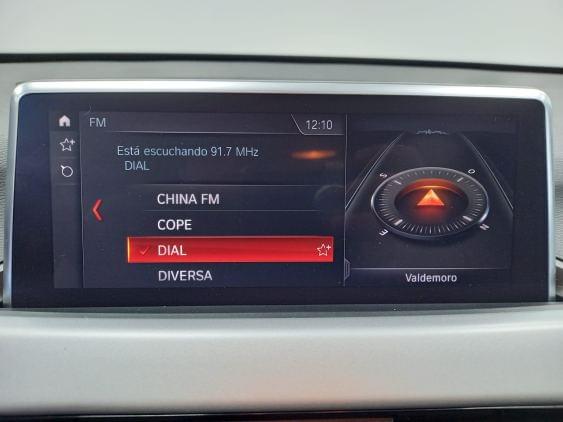 FM
12:10
Está escuchando 91.7 MHz
DIAL
CHINA FM
COPE
DIAL
DIVERSA
S
O
E
N
Valdemoro